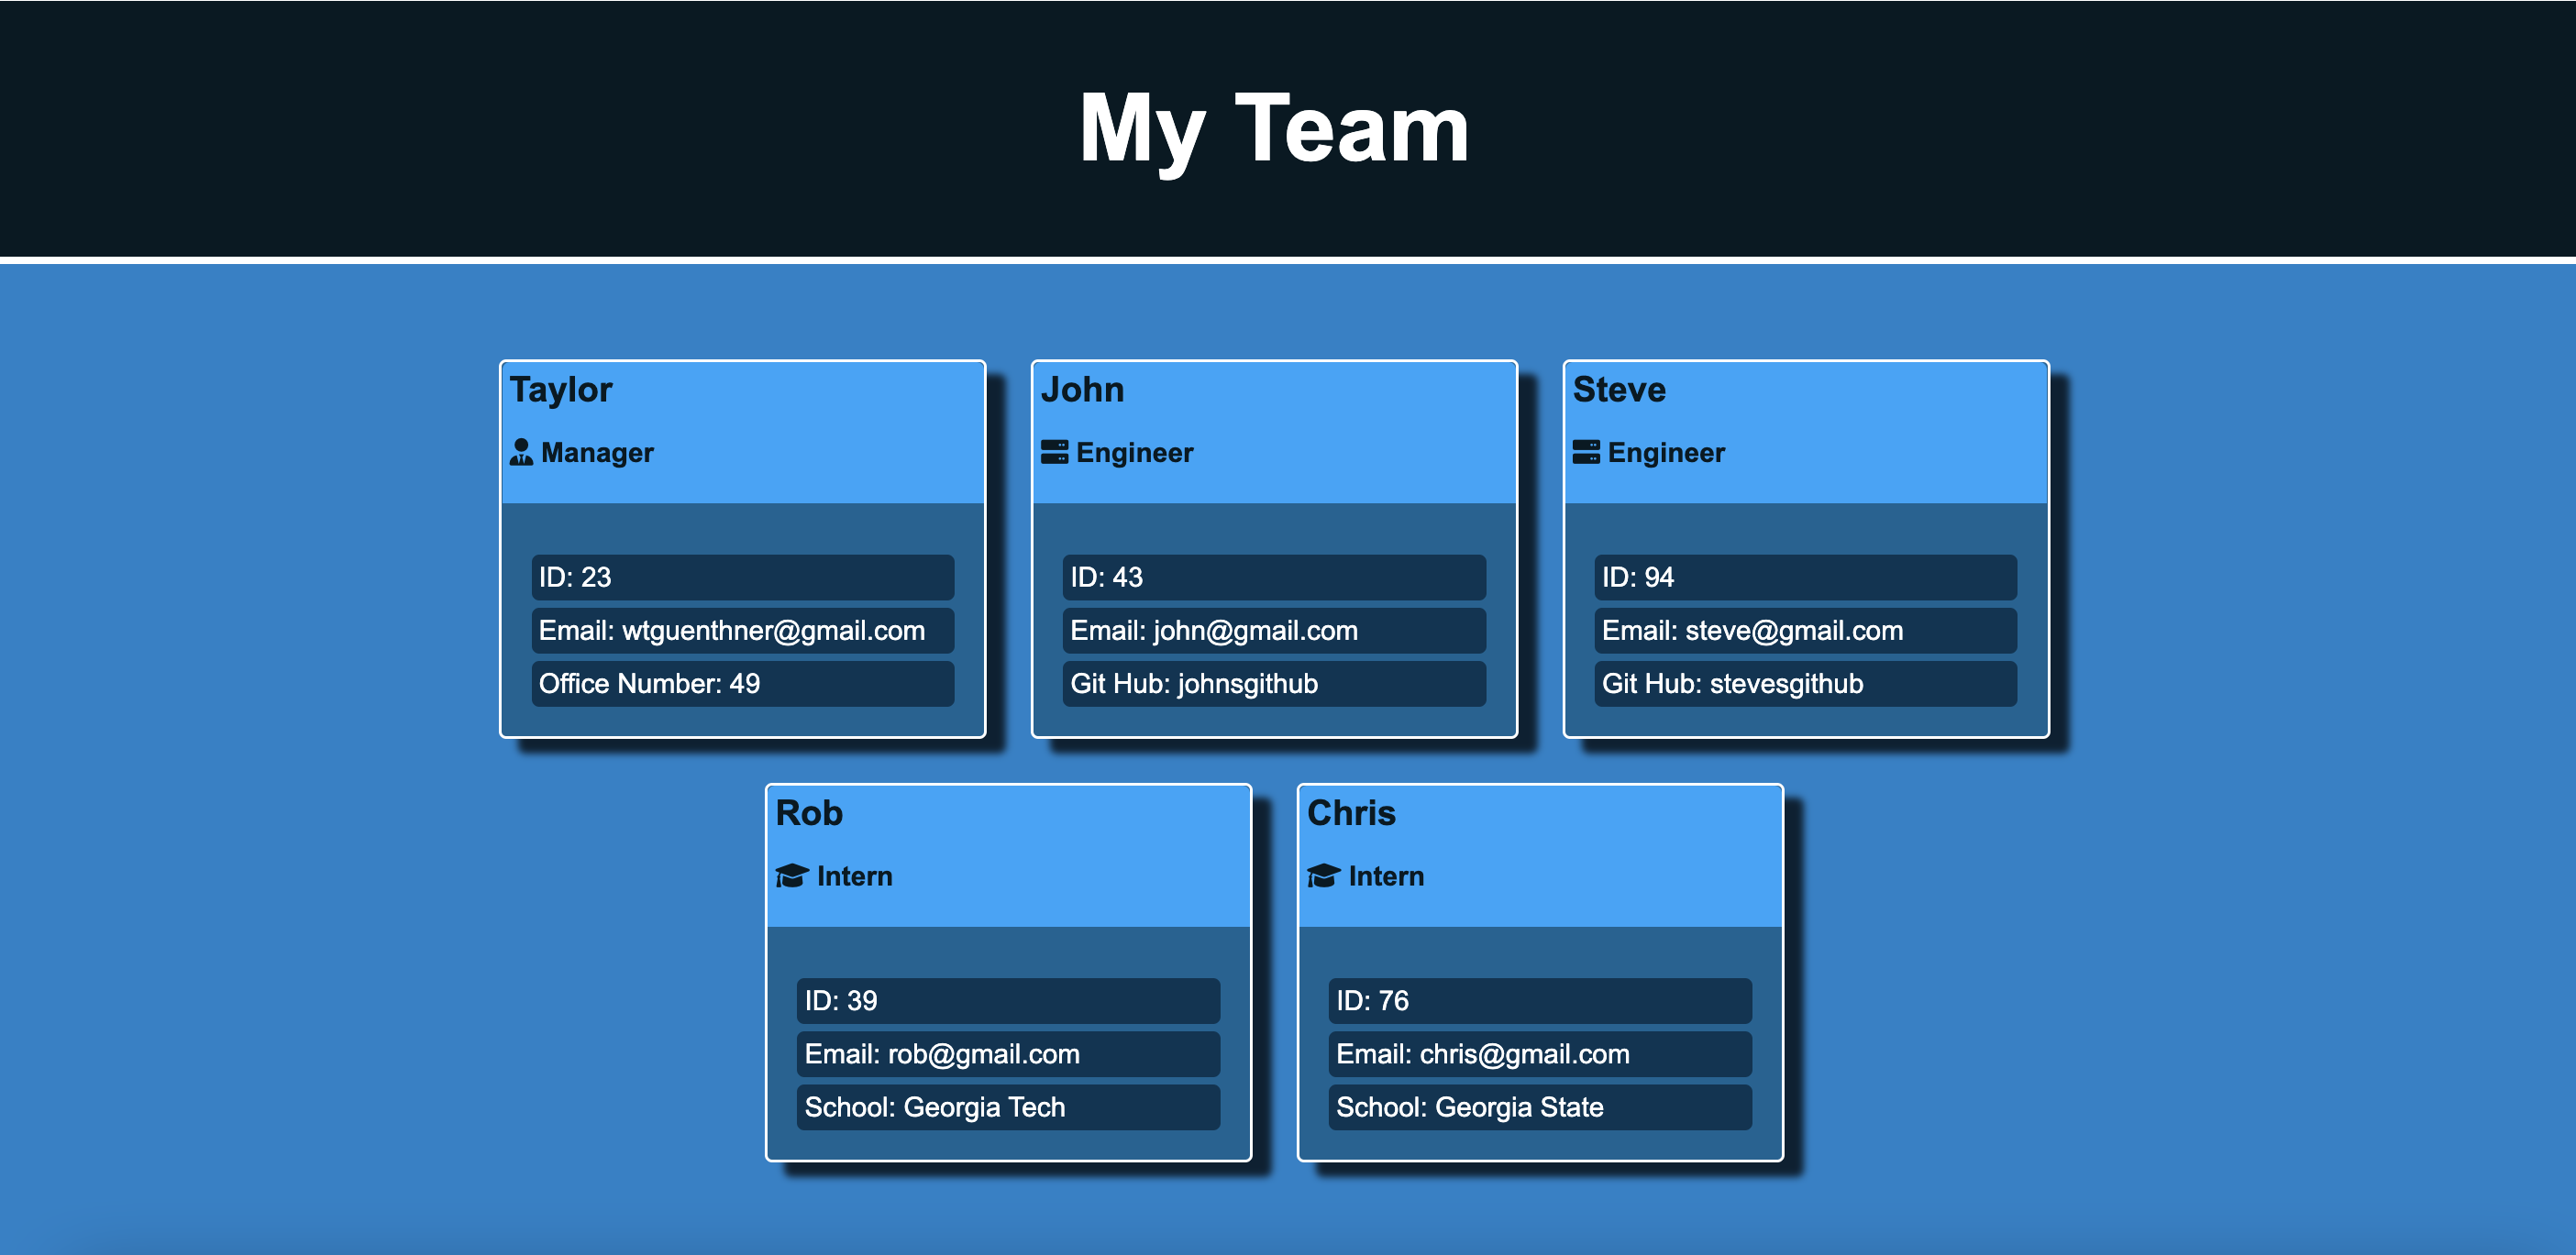 My Team
Taylor
Manager
ID: 23
Email: wtguenthner@gmail.com
Office Number: 49
John
Engineer
ID: 43
Email: john@gmail.com
Git Hub: johnsgithub
Steve
Engineer
ID: 94
Email: steve@gmail.com
Git Hub: stevesgithub
Rob
Intern
ID: 39
Email: rob@gmail.com
School: Georgia Tech
Chris
Intern
ID: 76
Email: chris@gmail.com
School: Georgia State